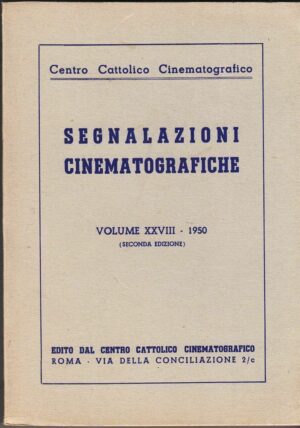 Centro Cattolico Cinematografico
SEGNALAZIONI
CINEMATOGRAFICHE
VOLUME XXVIII - 1950
(SECONDA EDIZIONE)
EDITO DAL CENTRO CATTOLICO CINEMATOGRAFICO
ROMA - VIA DELLA CONCILIAZIONE 2/c